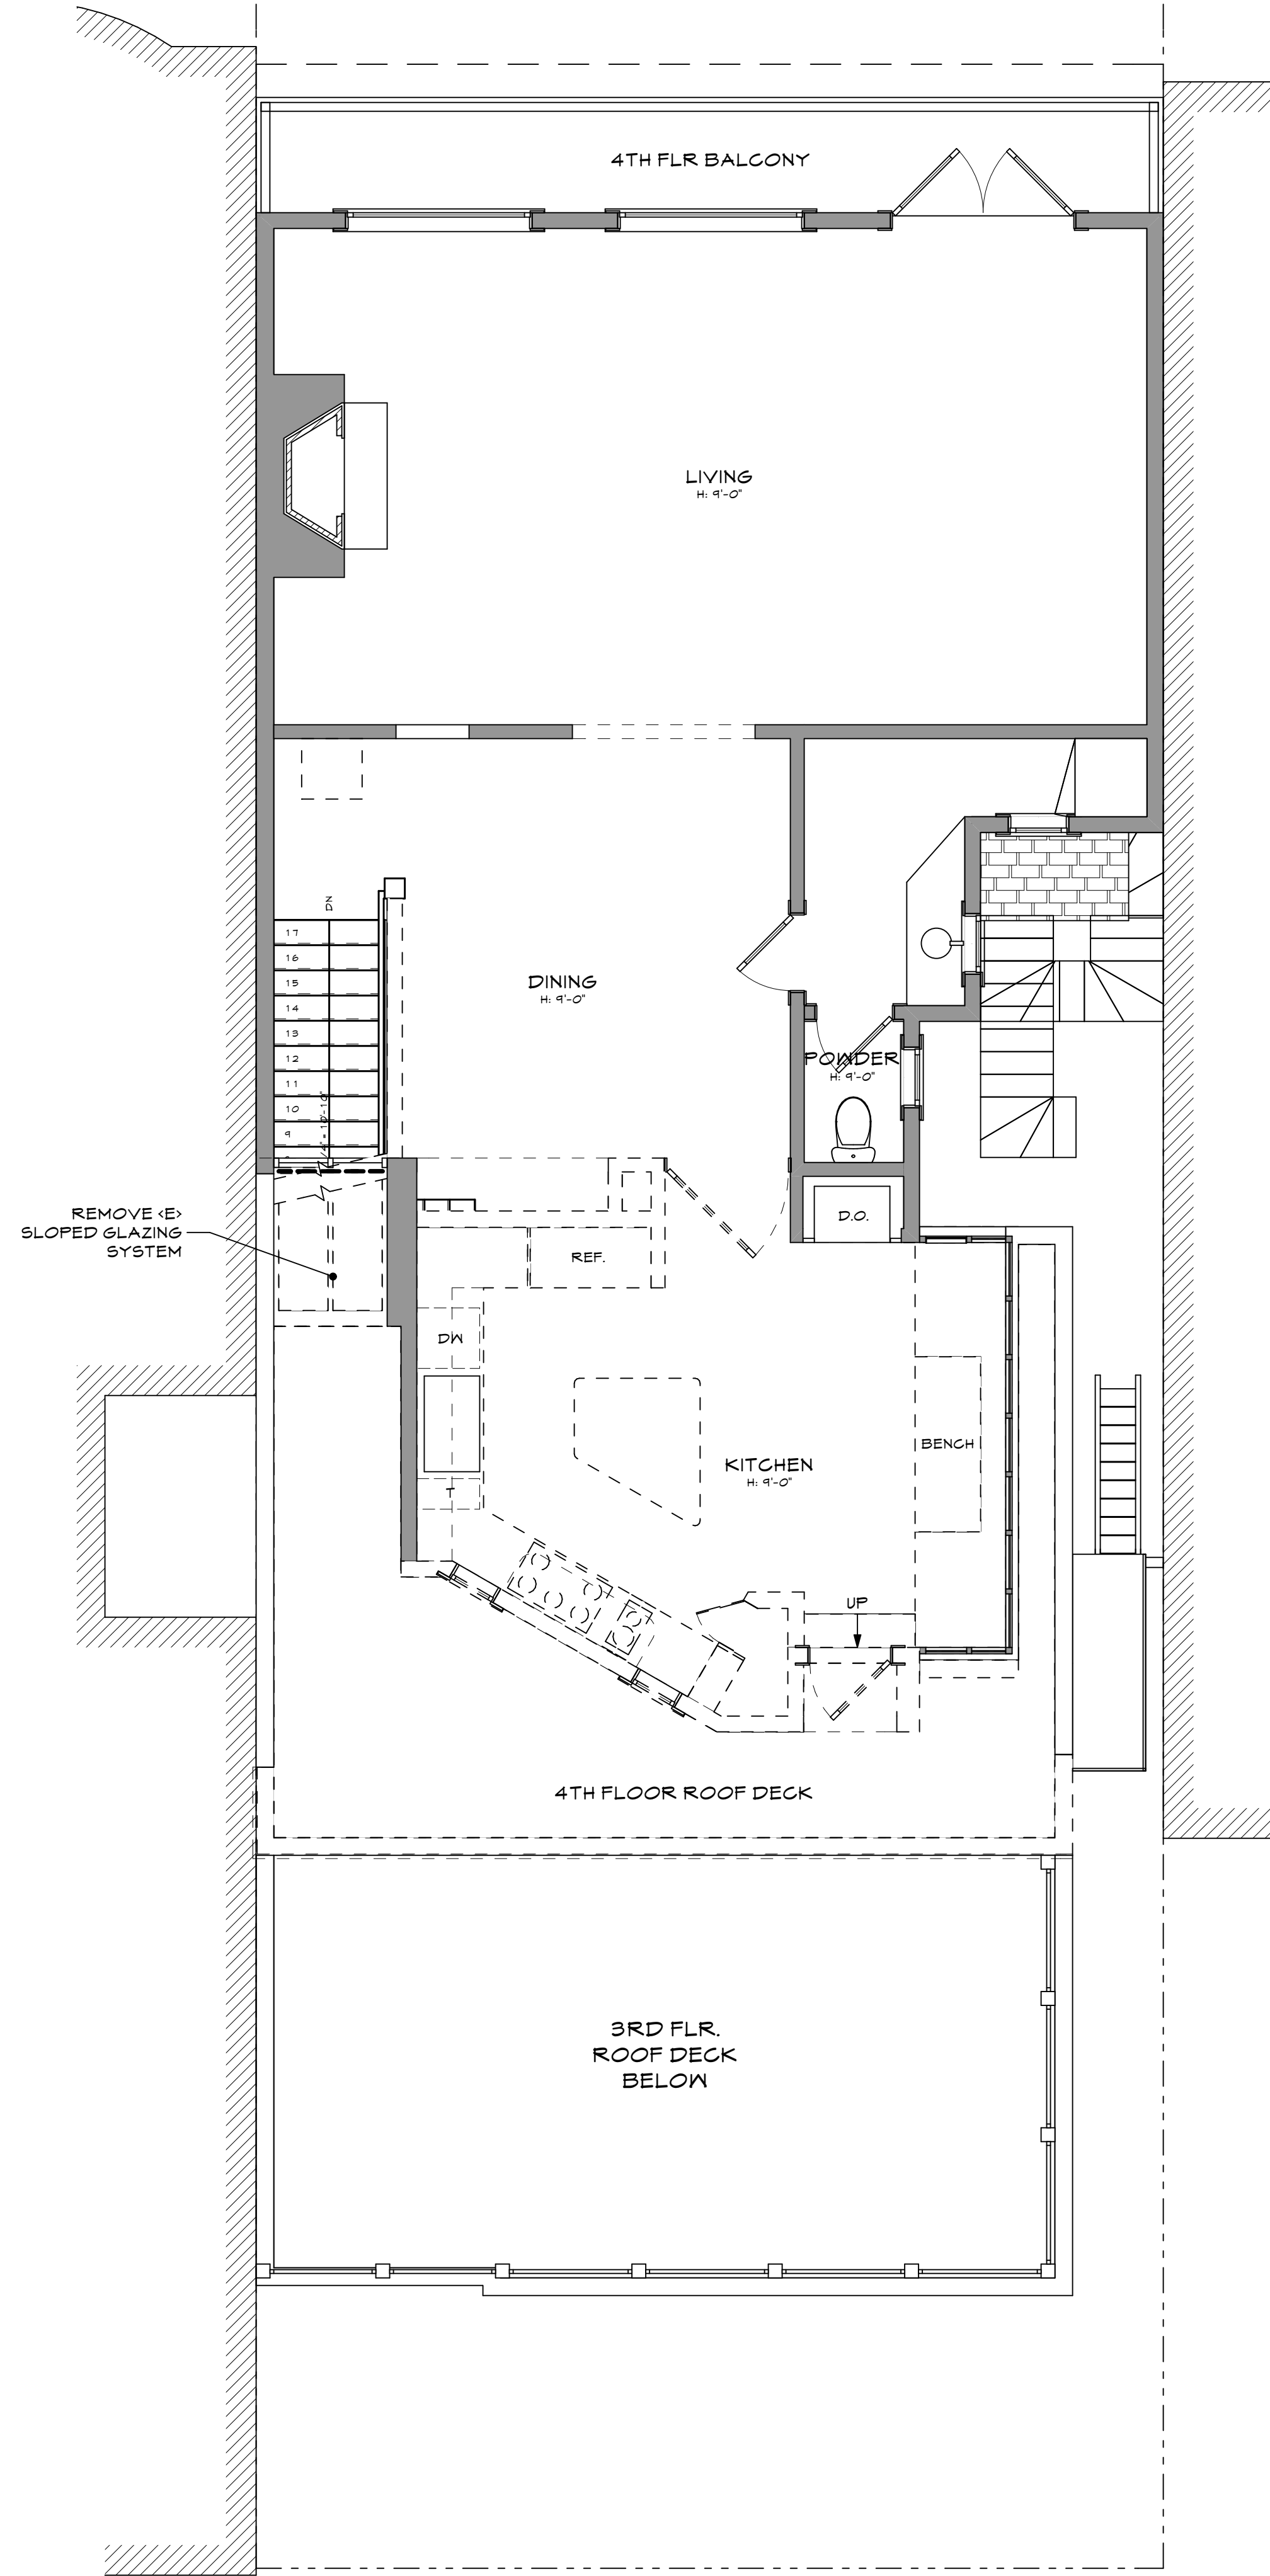 4TH FLR BALCONY
LIVING
H: 9'-0"
DN
17
16
15
14
13
12
11
10
9
DINING
H: 9'-0"
POWDER
H: 9'-0"
D.O.
REMOVE <E>
SLOPED GLAZING
SYSTEM
REF.
DW
BENCH
KITCHEN
H: 9'-0"
T
UP
4TH FLOOR ROOF DECK
3RD FLR.
ROOF DECK
BELOW